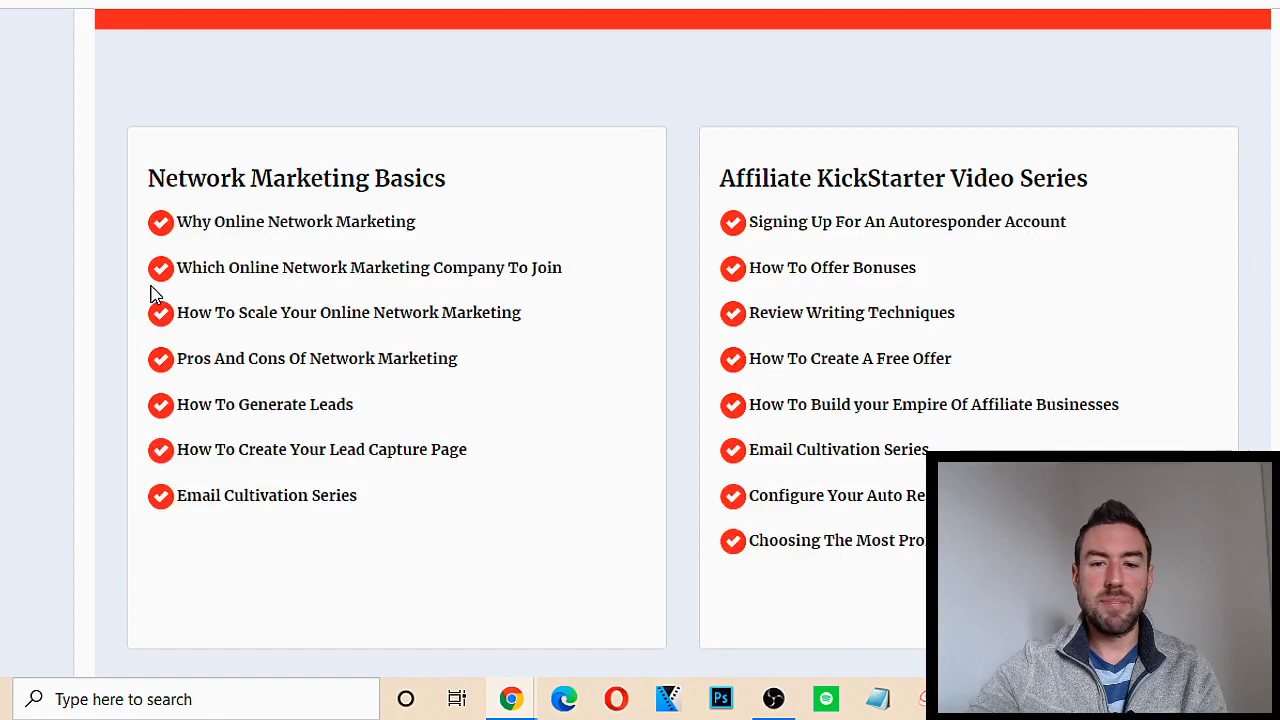 Network Marketing Basics
Why Online Network Marketing
Which Online Network Marketing Company To Join
How To Scale Your Online Network Marketing
Pros And Cons Of Network Marketing
How To Generate Leads
How To Create Your Lead Capture Page
Email Cultivation Series
Affiliate KickStarter Video Series
Signing Up For An Autoresponder Account
How To Offer Bonuses
Review Writing Techniques
How To Create A Free Offer
How To Build your Empire Of Affiliate Businesses
Email Cultivation Series
Configure Your Auto
Choosing The Most
Type here to search
Ps